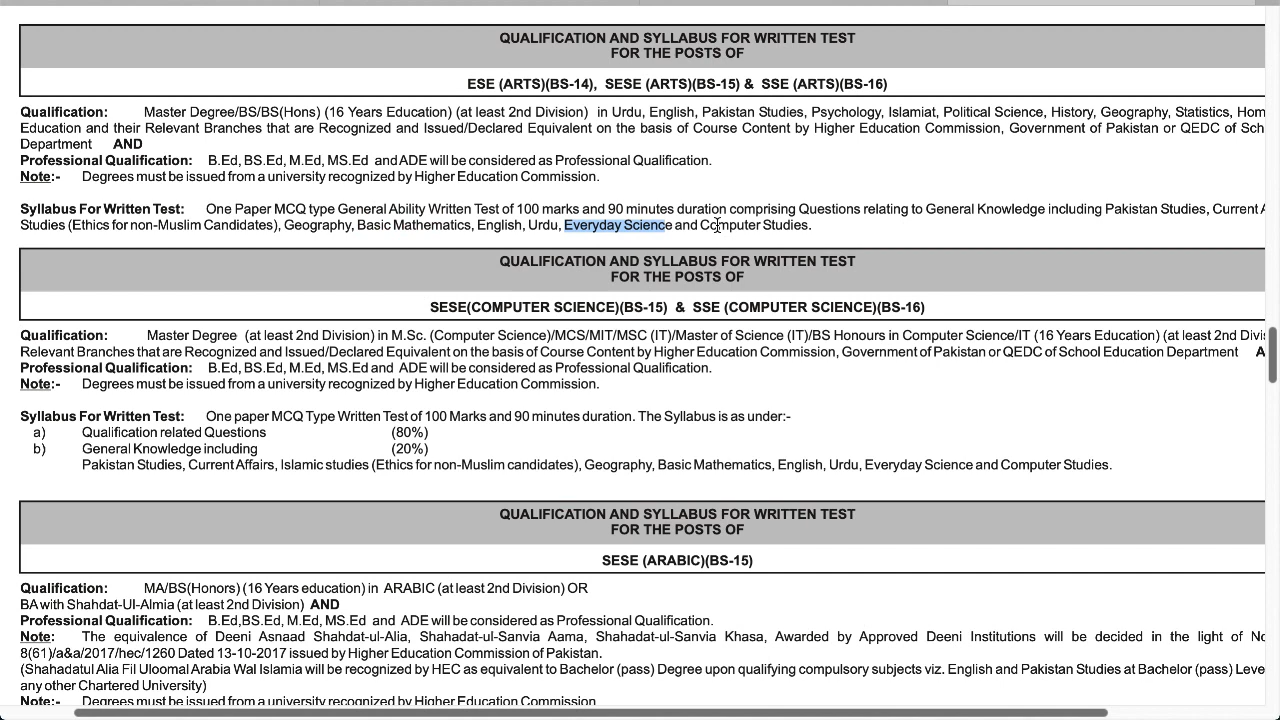 QUALIFICATION AND SYLLABUS FOR WRITTEN TEST
FOR THE POSTS OF
ESE (ARTS)(BS-14), SESE (ARTS)(BS-15) & SSE (ARTS)(BS-16)
Qualification: Master Degree/BS/BS(Hons) (16 Years Education) (at least 2nd Division) in Urdu, English, Pakistan Studies, Psychology, Islamiat, Political Science, History, Geography, Statistics, Hom
Education and their Relevant Branches that are Recognized and Issued/Declared Equivalent on the basis of Course Content by Higher Education Commission, Government of Pakistan or QEDC of Sch
Department AND
Professional Qualification: B.Ed, BS.Ed, M.Ed, MS.Ed and ADE will be considered as Professional Qualification.
Note:- Degrees must be issued from a university recognized by Higher Education Commission.
Syllabus For Written Test: One Paper MCQ type General Ability Written Test of 100 marks and 90 minutes duration comprising Questions relating to General Knowledge including Pakistan Studies, Current A
Studies (Ethics for non-Muslim Candidates), Geography, Basic Mathematics, English, Urdu, Everyday Science and Computer Studies.
QUALIFICATION AND SYLLABUS FOR WRITTEN TEST
FOR THE POSTS OF
SESE(COMPUTER SCIENCE)(BS-15) & SSE (COMPUTER SCIENCE)(BS-16)
Qualification: Master Degree (at least 2nd Division) in M.Sc. (Computer Science)/MCS/MIT/MSC (IT)/Master of Science (IT)/BS Honours in Computer Science/IT (16 Years Education) (at least 2nd Divis
Relevant Branches that are Recognized and Issued/Declared Equivalent on the basis of Course Content by Higher Education Commission, Government of Pakistan or QEDC of School Education Department A
Professional Qualification: B.Ed, BS.Ed, M.Ed, MS.Ed and ADE will be considered as Professional Qualification.
Note:- Degrees must be issued from a university recognized by Higher Education Commission.
Syllabus For Written Test: One paper MCQ Type Written Test of 100 Marks and 90 minutes duration. The Syllabus is as under:-
a) Qualification related Questions (80%)
b) General Knowledge including (20%)
Pakistan Studies, Current Affairs, Islamic studies (Ethics for non-Muslim candidates), Geography, Basic Mathematics, English, Urdu, Everyday Science and Computer Studies.
QUALIFICATION AND SYLLABUS FOR WRITTEN TEST
FOR THE POSTS OF
SESE (ARABIC)(BS-15)
Qualification: MA/BS(Honors) (16 Years education) in ARABIC (at least 2nd Division) OR
BA with Shahdat-Ul-Almia (at least 2nd Division) AND
Professional Qualification: B.Ed,BS.Ed, M.Ed, MS.Ed and ADE will be considered as Professional Qualification.
Note: The equivalence of Deeni Asnaad Shahdat-ul-Alia, Shahadat-ul-Sanvia Aama, Shahadat-ul-Sanvia Khasa, Awarded by Approved Deeni Institutions will be decided in the light of No
8(61)/a&a/2017/hec/1260 Dated 13-10-2017 issued by Higher Education Commission of Pakistan.
(Shahadatul Alia Fil Uloomal Arabia Wal Islamia will be recognized by HEC as equivalent to Bachelor (pass) Degree upon qualifying compulsory subjects viz. English and Pakistan Studies at Bachelor (pass) Leve
any other Chartered University)
Note:- Degrees must be issued from a university recognized by Higher Education Commission.